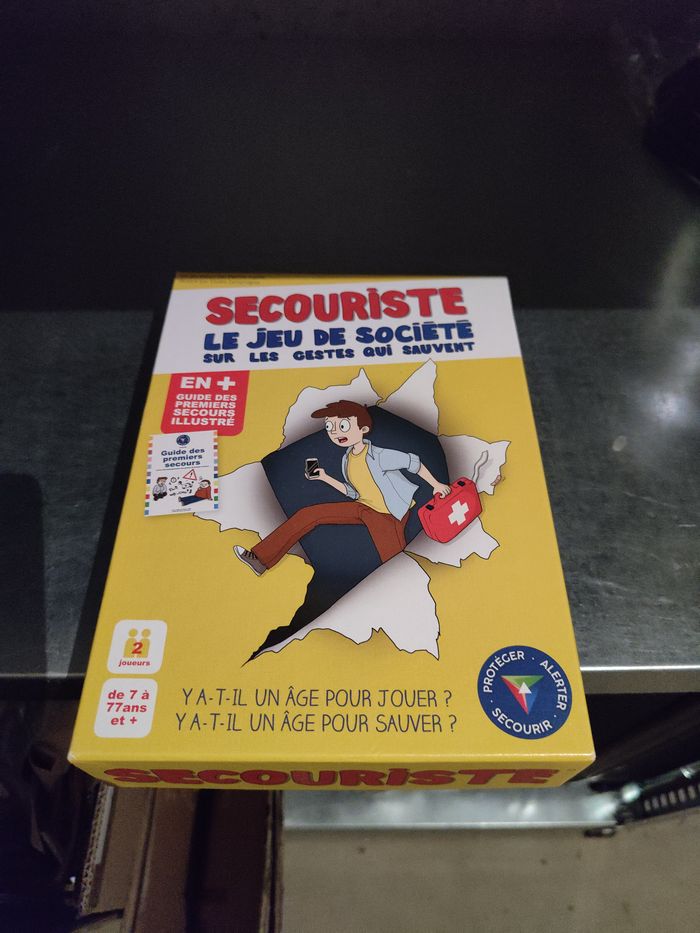 SECOURISTE
LE JEU DE SOCIÉTÉ
SUR LES GESTES QUI SAUVENT
EN +
GUIDE DES
PREMIERS
SECOURS
ILLUSTRÉ
Guide des
premiers
secours
2
joueurs
de 7 à
77ans
et +
Y A-T-IL UN ÂGE POUR JOUER ?
Y A-T-IL UN ÂGE POUR SAUVER ?
PROTÉGER · ALERTER · SECOURIR ·
SECOURISTE